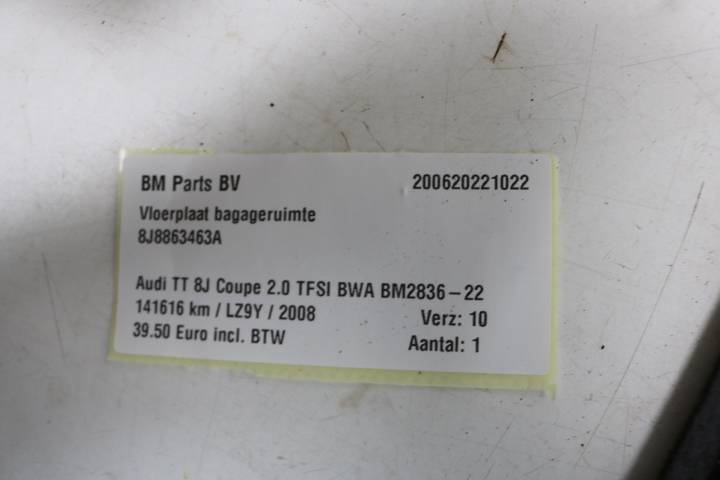 BM Parts BV 200620221022
Vloerplaat bagageruimte
8J8863463A
Audi TT 8J Coupe 2.0 TFSI BWA BM2836-22
141616 km / LZ9Y / 2008 Verz: 10
39.50 Euro incl. BTW Aantal: 1